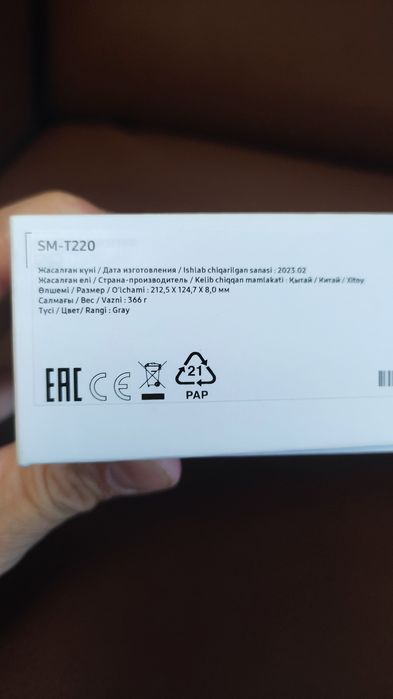 SM-T220
Жасалған күні / Дата изготовления / Ishlab chiqarilgan sanasi : 2023.02
Жасалған елі / Страна-производитель / Kelib chiqqan mamlakati : Қытай / Китай / Xitoy
Өлшемі / Размер / O'lchami : 212,5 X 124,7 X 8,0 мм
Салмағы / Вес / Vazni : 366 г
Түсі / Цвет/ Rangi : Gray
EAC CE 21
PAP